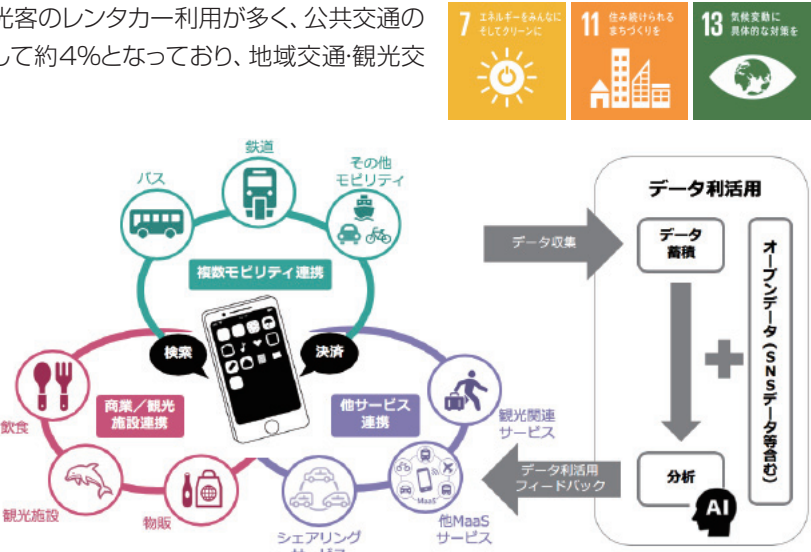 光客のレンタカー利用が多く、公共交通の
して約4%となっており、地域交通・観光交
7 エネルギーをみんなに
そしてクリーンに
11 住み続けられる
まちづくりを
13 気候変動に
具体的な対策を
鉄道
バス
その他
モビリティ
複数モビリティ連携
検索
決済
商業／観光
施設連携
他サービス
連携
飲食
観光施設
物販
シェアリング
サービス
MaaS
他MaaS
サービス
観光関連
サービス
データ収集
データ利活用
フィードバック
データ利活用
データ
蓄積
分析
AI
オープンデータ（SNSデータ等含む）